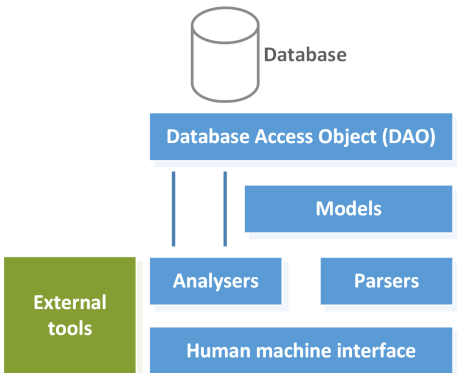 Database
Database Access Object (DAO)
Models
Analysers
Parsers
External
tools
Human machine interface